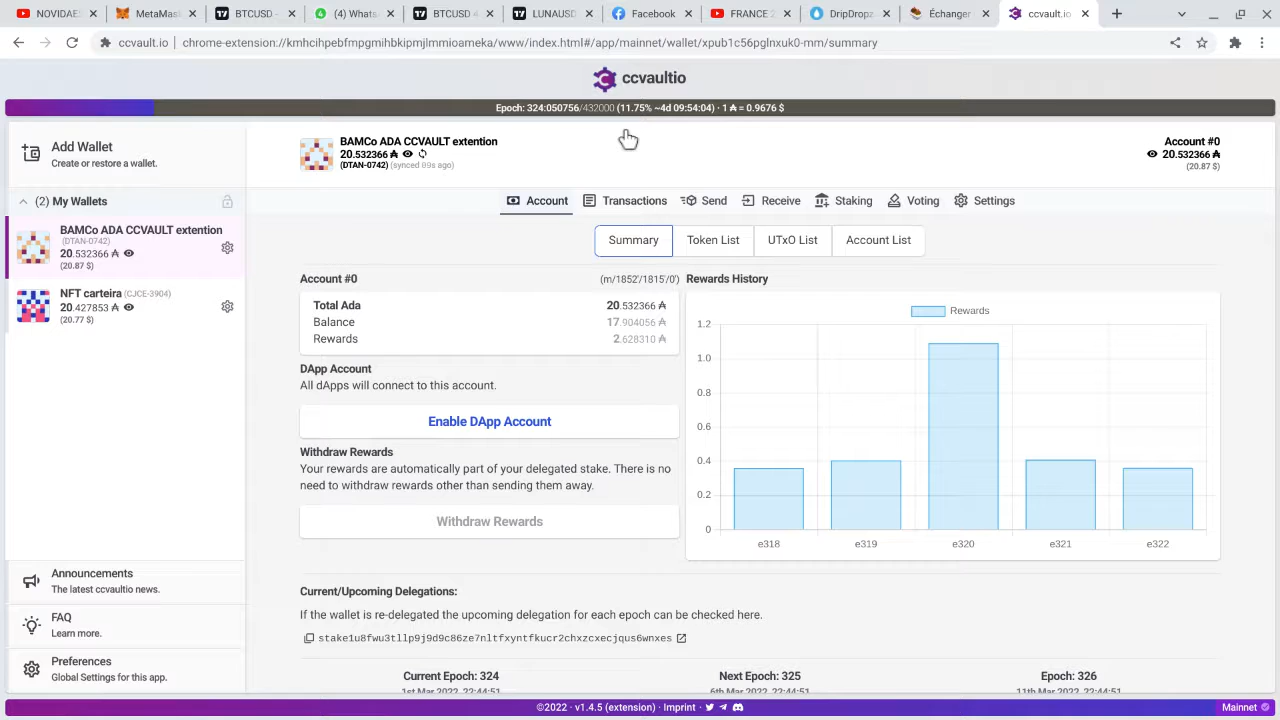 NOVIDADE
MetaMas
BTCUSD
(4) Whats
BTCUSD 4
LUNAUSD
Facebook
FRANCE 2
DripDropz
Échanger
ccvault.io
ccvault.io | chrome-extension://kmhcihpebfmpgmihbkipmjlmmioameka/www/index.html#/app/mainnet/wallet/xpub1c56pglnxuk0-mm/summary
ccvaultio
Epoch: 324:050756/432000 (11.75% ~4d 09:54:04) · 1 ₳ = 0.9676 $
Add Wallet
Create or restore a wallet.
(2) My Wallets
BAMCo ADA CCVAULT extention
(DTAN-0742)
20.532366 ₳
(20.87 $)
NFT carteira (CJCE-3904)
20.427853 ₳
(20.77 $)
Announcements
The latest ccvaultio news.
FAQ
Learn more.
Preferences
Global Settings for this app.
BAMCo ADA CCVAULT extention
20.532366 ₳
(DTAN-0742) (synced 89s ago)
Account #0
20.532366 ₳
(20.87 $)
Account Transactions Send Receive Staking Voting Settings
Summary Token List UTxO List Account List
Account #0 (m/1852'/1815'/0')
Total Ada 20.532366 ₳
Balance 17.904056 ₳
Rewards 2.628310 ₳
DApp Account
All dApps will connect to this account.
Enable DApp Account
Withdraw Rewards
Your rewards are automatically part of your delegated stake. There is no
need to withdraw rewards other than sending them away.
Withdraw Rewards
Rewards History
Rewards
1.2
1.0
0.8
0.6
0.4
0.2
0
e318 e319 e320 e321 e322
Current/Upcoming Delegations:
If the wallet is re-delegated the upcoming delegation for each epoch can be checked here.
stake1u8fwu3tllp9j9d9c86ze7nltfxyntfkucr2chxzcxecjqus6wnxes
Current Epoch: 324 Next Epoch: 325 Epoch: 326
1st Mar 2022, 22:44:51 6th Mar 2022, 22:44:51 11th Mar 2022, 22:44:51
©2022 · v1.4.5 (extension) · Imprint ·
Mainnet